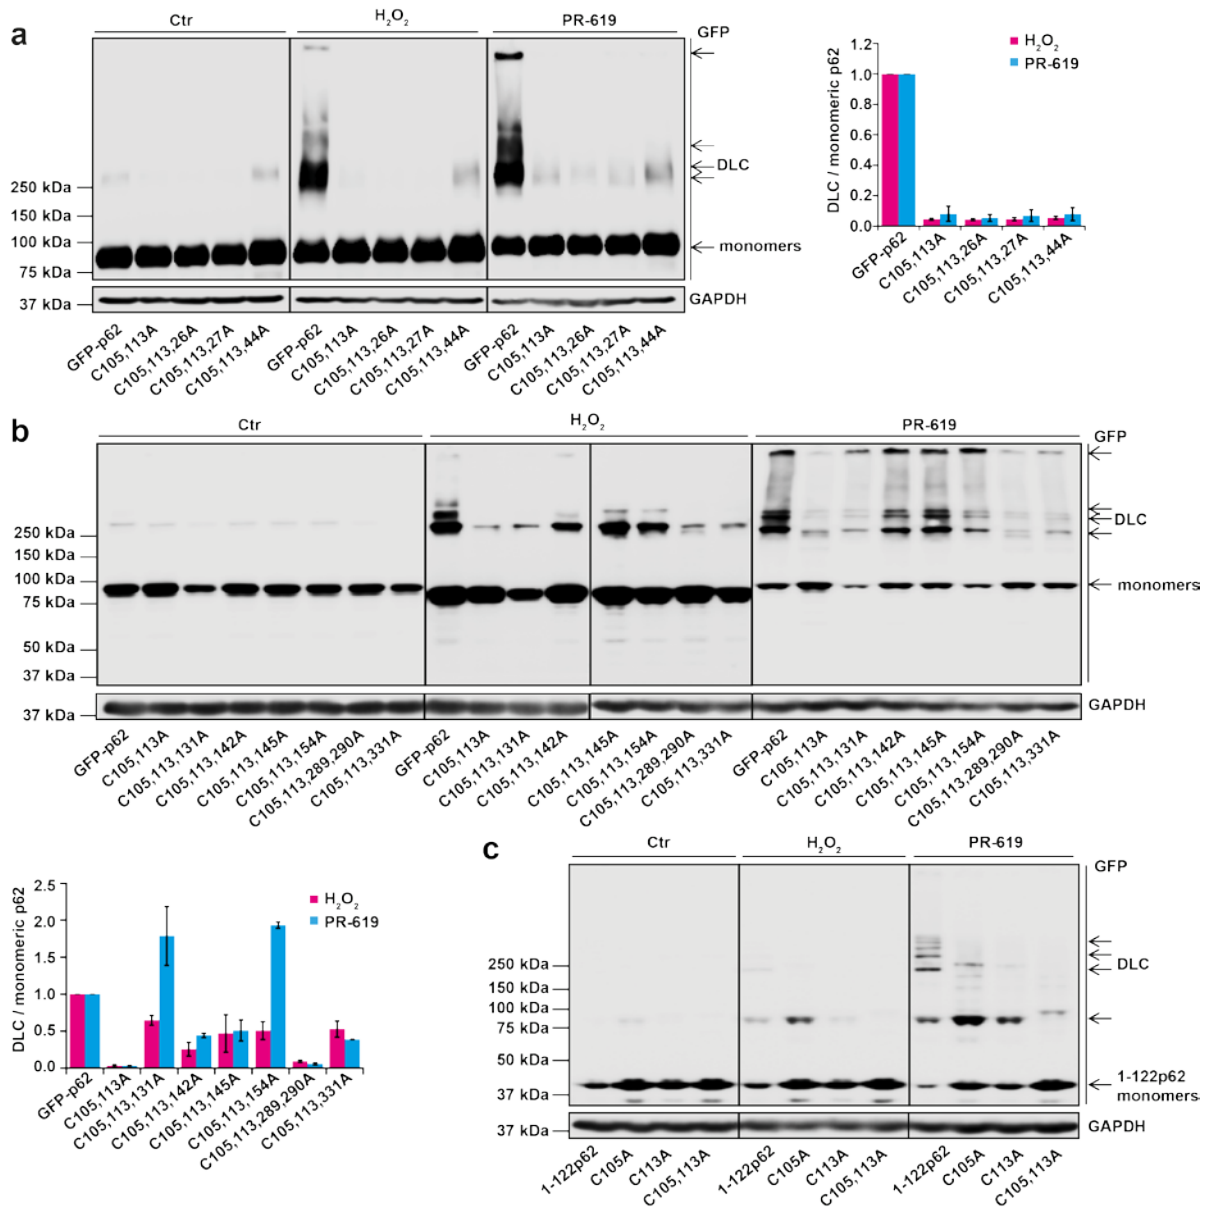 a
Ctr
H2O2
PR-619
GFP
DLC
250 kDa
150 kDa
100 kDa
monomers
75 kDa
37 kDa
GAPDH
GFP-p62
C105,113A
C105,113,26A
C105,113,27A
C105,113,44A
GFP-p62
C105,113A
C105,113,26A
C105,113,27A
C105,113,44A
GFP-p62
C105,113A
C105,113,26A
C105,113,27A
C105,113,44A
DLC / monomeric p62
1.2
1.0
0.8
0.6
0.4
0.2
0.0
H2O2
PR-619
GFP-p62
C105,113A
C105,113,26A
C105,113,27A
C105,113,44A
b
Ctr
H2O2
PR-619
GFP
DLC
250 kDa
150 kDa
100 kDa
monomers
75 kDa
50 kDa
37 kDa
37 kDa
GAPDH
GFP-p62
C105,113A
C105,113,131A
C105,113,142A
C105,113,145A
C105,113,154A
C105,113,289,290A
C105,113,331A
GFP-p62
C105,113A
C105,113,131A
C105,113,142A
C105,113,145A
C105,113,154A
C105,113,289,290A
C105,113,331A
GFP-p62
C105,113A
C105,113,131A
C105,113,142A
C105,113,145A
C105,113,154A
C105,113,289,290A
C105,113,331A
DLC / monomeric p62
2.5
2.0
1.5
1.0
0.5
0.0
H2O2
PR-619
GFP-p62
C105,113A
C105,113,131A
C105,113,142A
C105,113,145A
C105,113,154A
C105,113,289,290A
C105,113,331A
c
Ctr
H2O2
PR-619
GFP
250 kDa
DLC
150 kDa
100 kDa
75 kDa
50 kDa
37 kDa
1-122p62
monomers
37 kDa
GAPDH
1-122p62
C105A
C113A
C105,113A
1-122p62
C105A
C113A
C105,113A
1-122p62
C105A
C113A
C105,113A